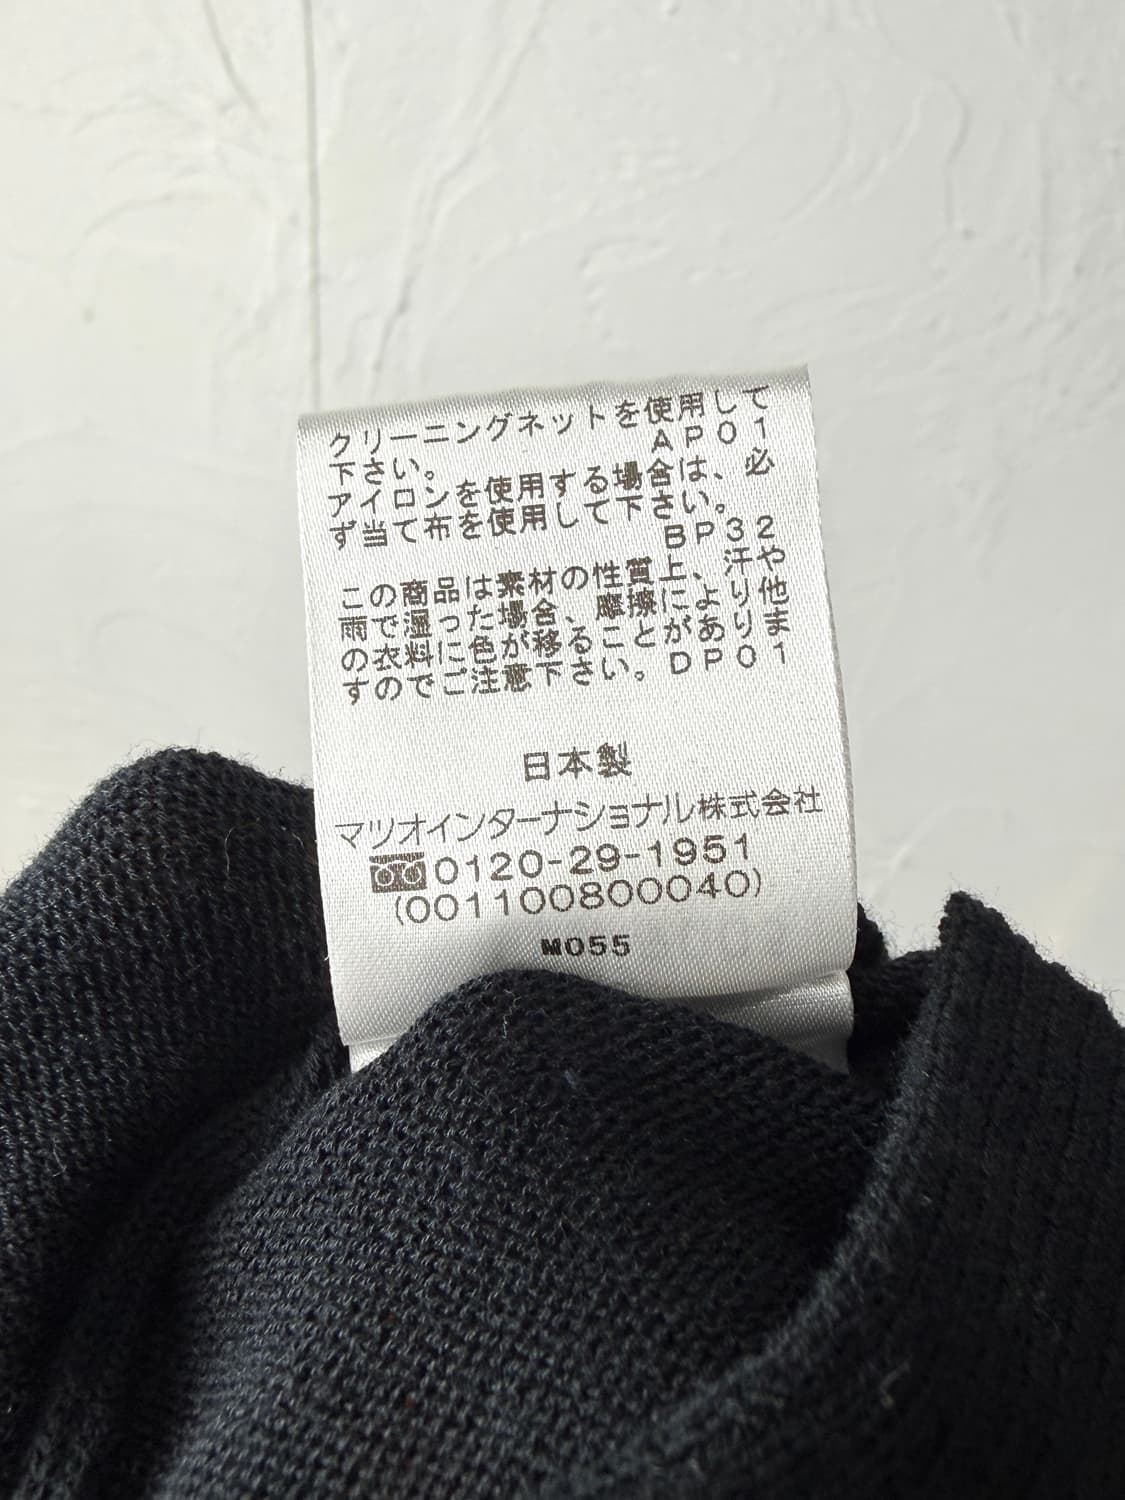 クリーニングネットを使用して
下さい。 AP01
アイロンを使用する場合は、必
ず当て布を使用して下さい。
BP32
この商品は素材の性質上、汗や
雨で湿った場合、摩擦により他
の衣料に色が移ることがありま
すのでご注意下さい。DP01
日本製
マツオインターナショナル株式会社
0120-29-1951
(001100800040)
M055